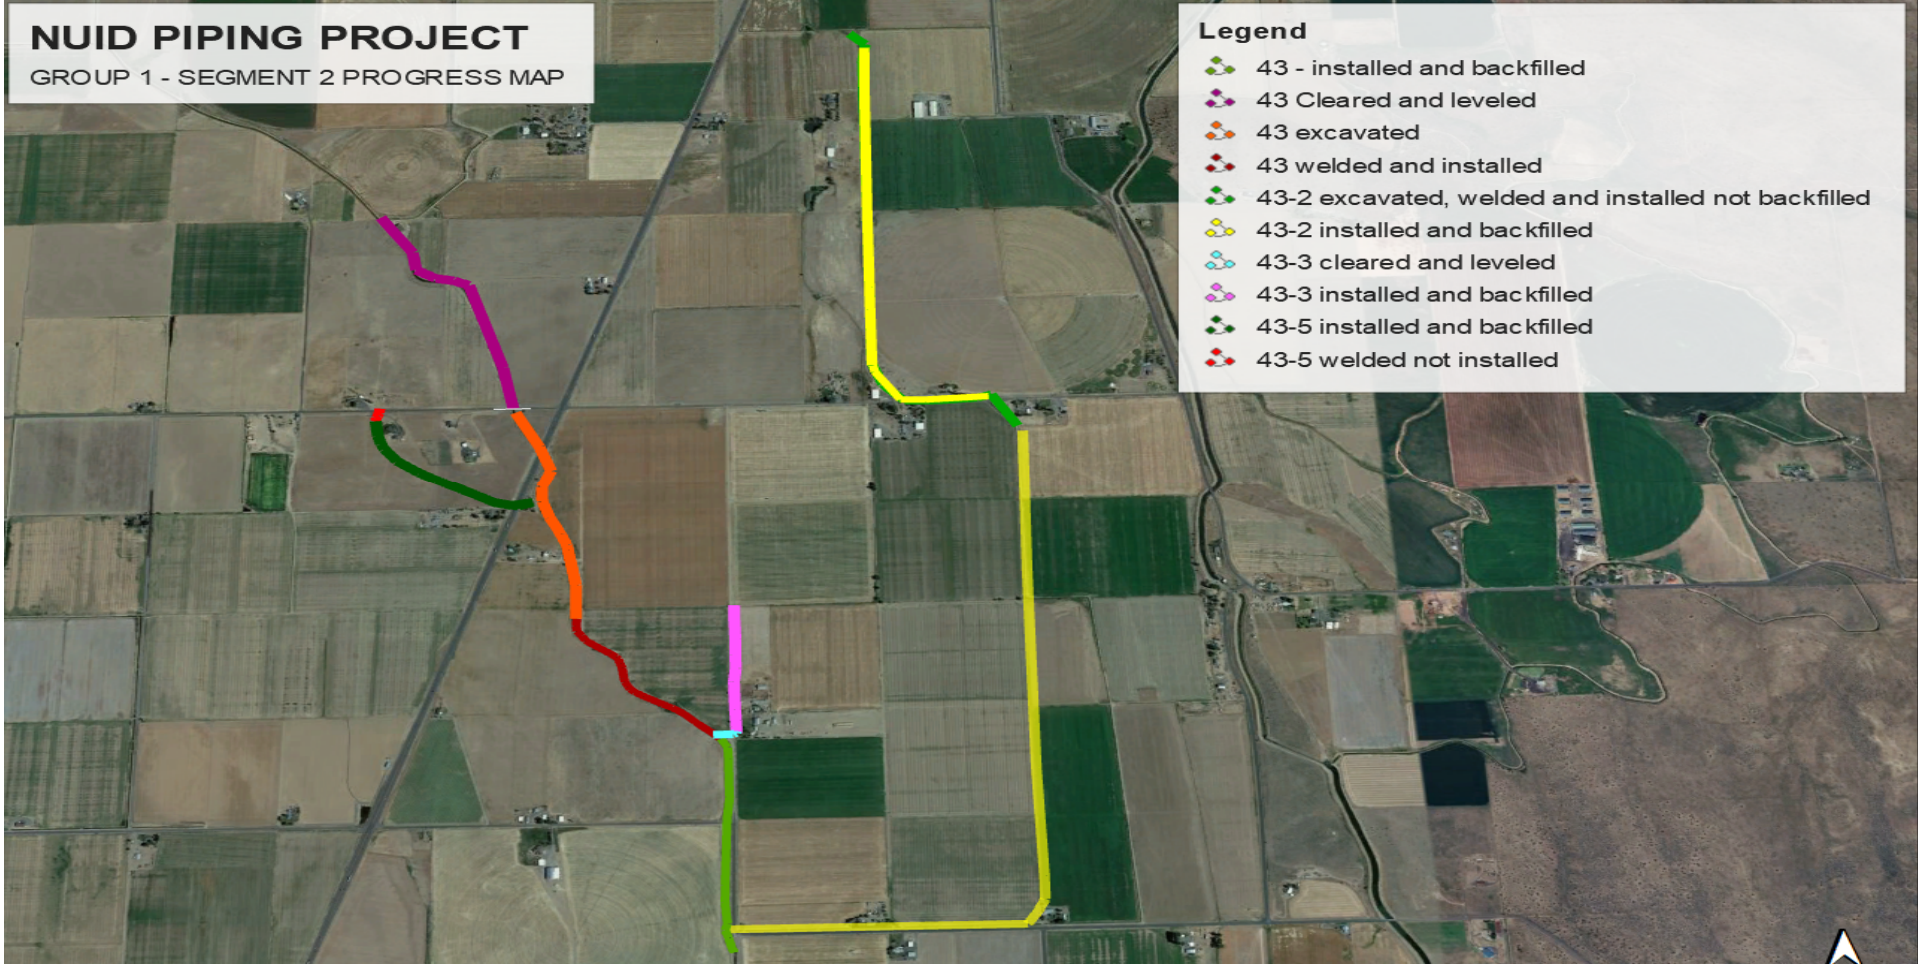 NUID PIPING PROJECT
GROUP 1 - SEGMENT 2 PROGRESS MAP
Legend
43 - installed and backfilled
43 Cleared and leveled
43 excavated
43 welded and installed
43-2 excavated, welded and installed not backfilled
43-2 installed and backfilled
43-3 cleared and leveled
43-3 installed and backfilled
43-5 installed and backfilled
43-5 welded not installed